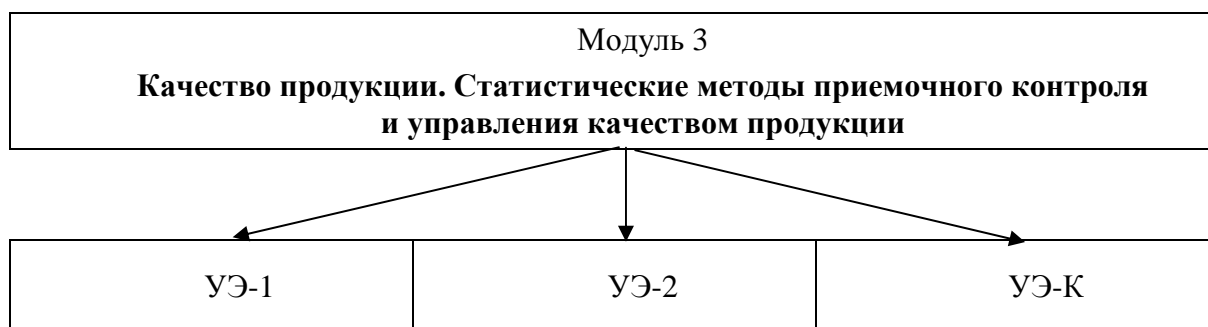 Модуль 3
Качество продукции. Статистические методы приемочного контроля
и управления качеством продукции
УЭ-1
УЭ-2
УЭ-К